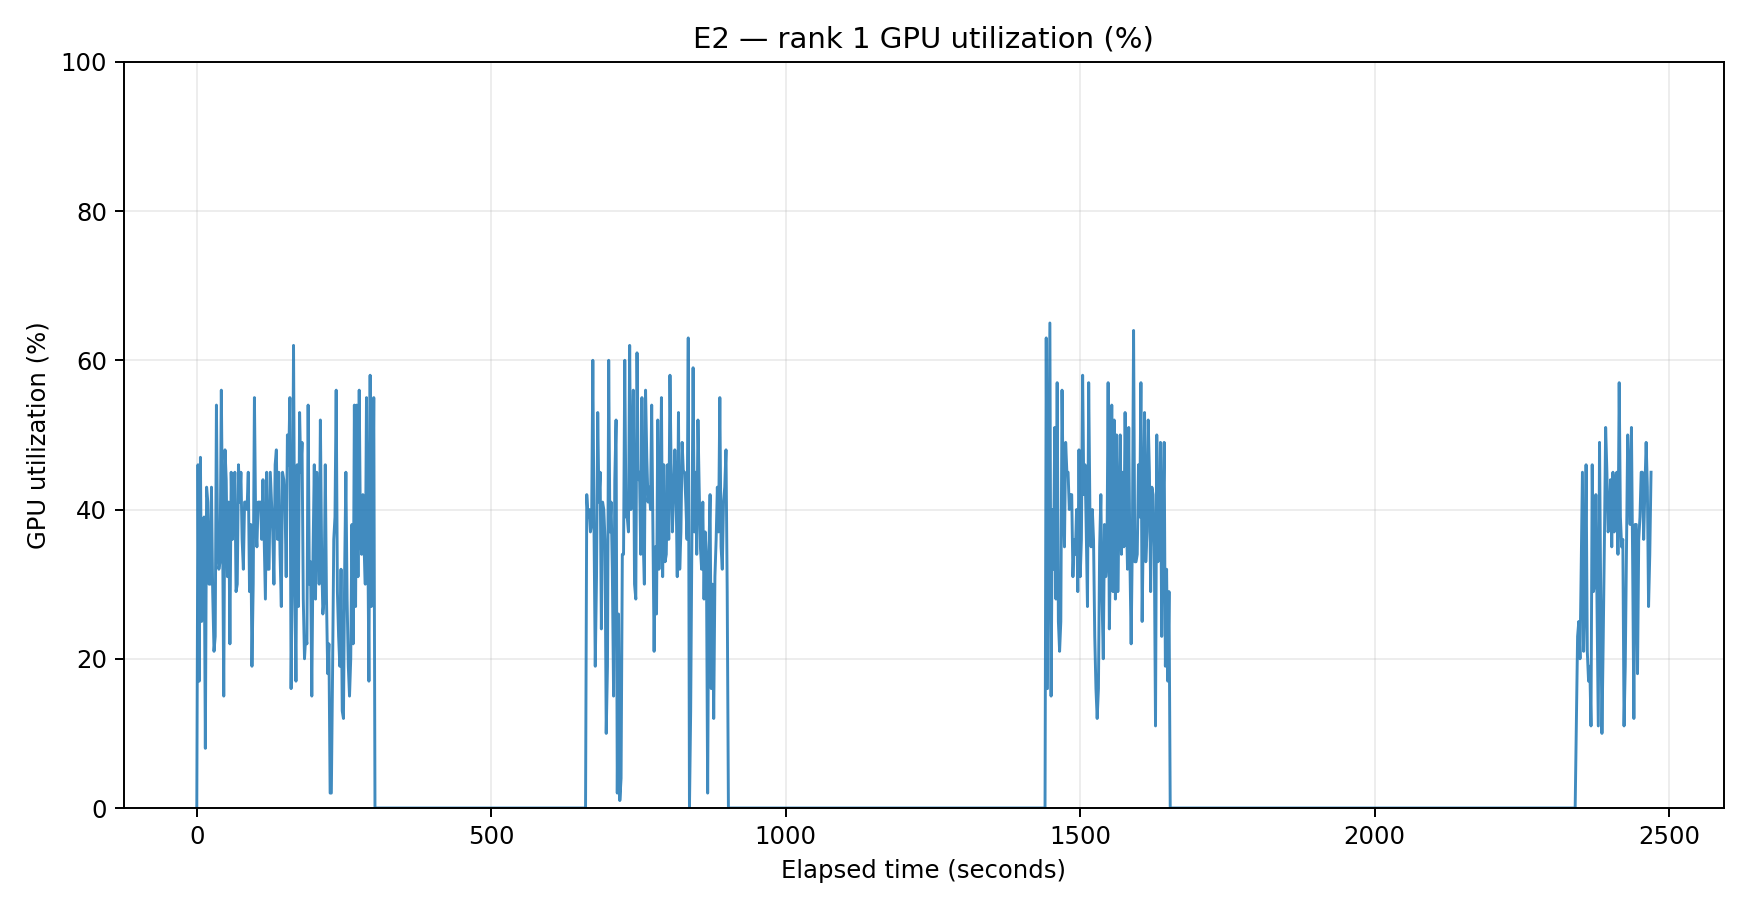 E2 — rank 1 GPU utilization (%)
100
80
60
40
20
0
GPU utilization (%)
0 500 1000 1500 2000 2500
Elapsed time (seconds)